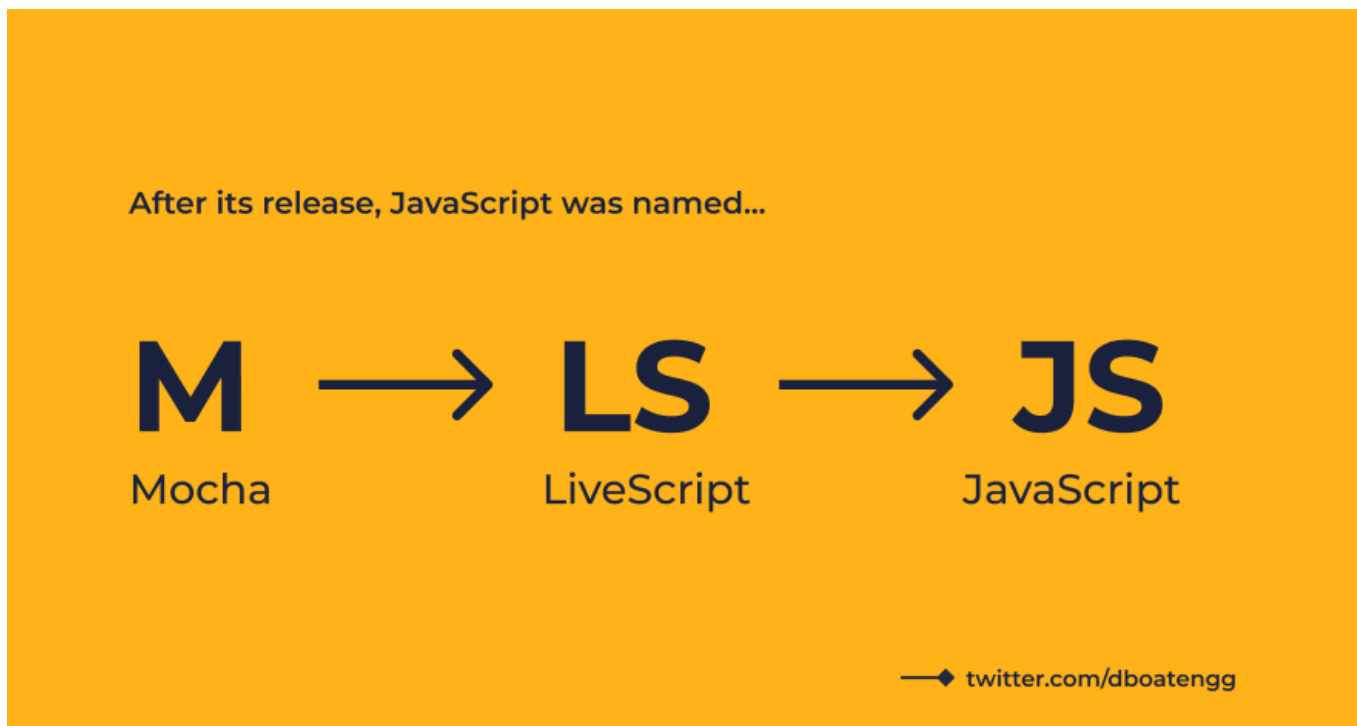 After its release, JavaScript was named...
M LS JS
Mocha LiveScript JavaScript
twitter.com/dboatengg